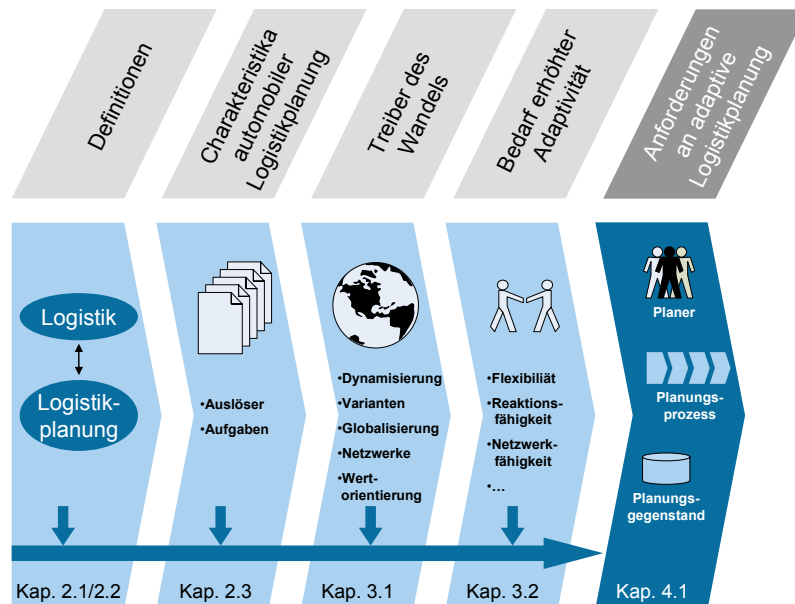 Definitionen
Charakteristika
automobiler
Logistikplanung
Treiber des
Wandels
Bedarf erhöhter
Adaptivität
Anforderungen
an adaptive
Logistikplanung
Logistik
Logistik-
planung
•Auslöser
•Aufgaben
•Dynamisierung
•Varianten
•Globalisierung
•Netzwerke
•Wert-
orientierung
•Flexibiliät
•Reaktions-
fähigkeit
•Netzwerk-
fähigkeit
•…
Planer
Planungs-
prozess
Planungs-
gegenstand
Kap. 2.1/2.2
Kap. 2.3
Kap. 3.1
Kap. 3.2
Kap. 4.1